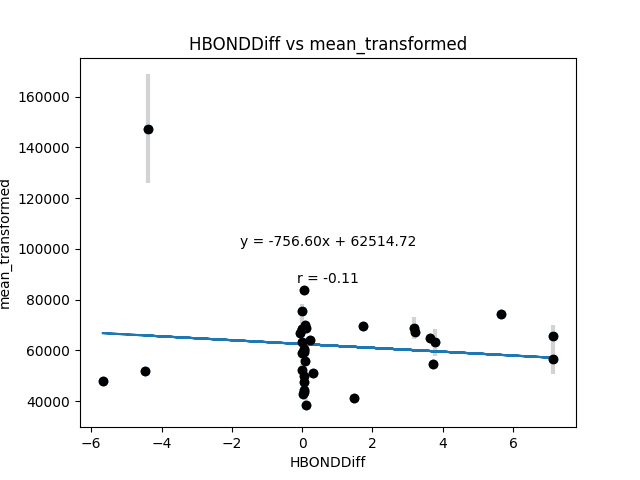 HBONDDiff vs mean_transformed
mean_transformed
160000
140000
120000
100000
80000
60000
40000
y = -756.60x + 62514.72
r = -0.11
−6
−4
−2
0
2
4
6
HBONDDiff